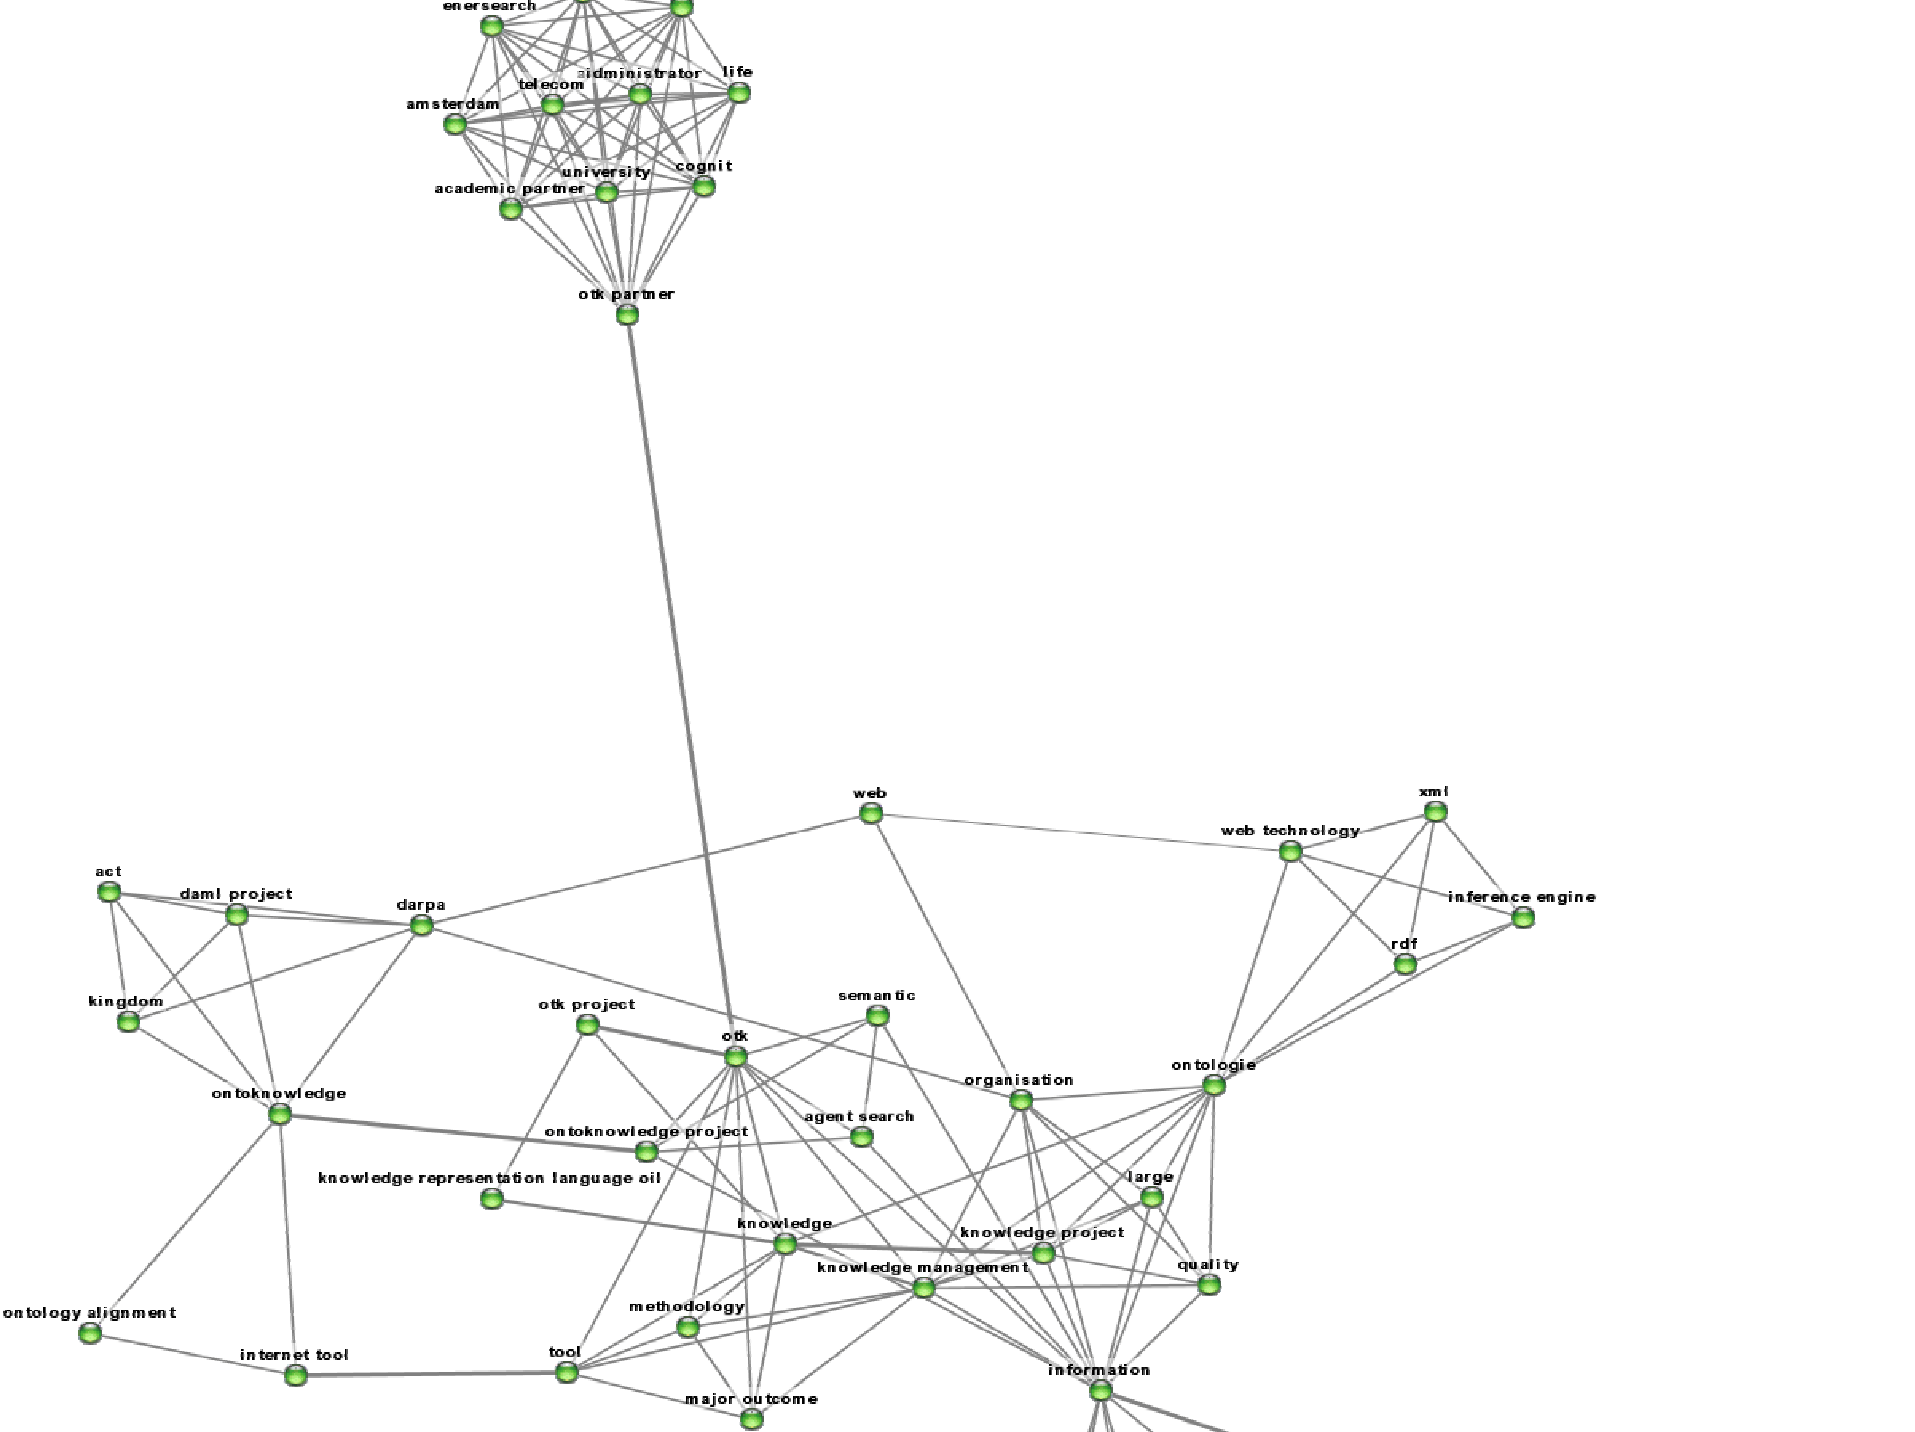 enersearch
aidministrator
life
telecom
amsterdam
cognit
university
academic partner
otk partner
web
xml
web technology
act
daml project
inference engine
darpa
rdf
semantic
kingdom
otk project
otk
ontologie
organisation
ontoknowledge
agent search
ontoknowledge project
knowledge representation language oil
large
knowledge
knowledge project
knowledge management
quality
methodology
ontology alignment
internet tool
tool
information
major outcome